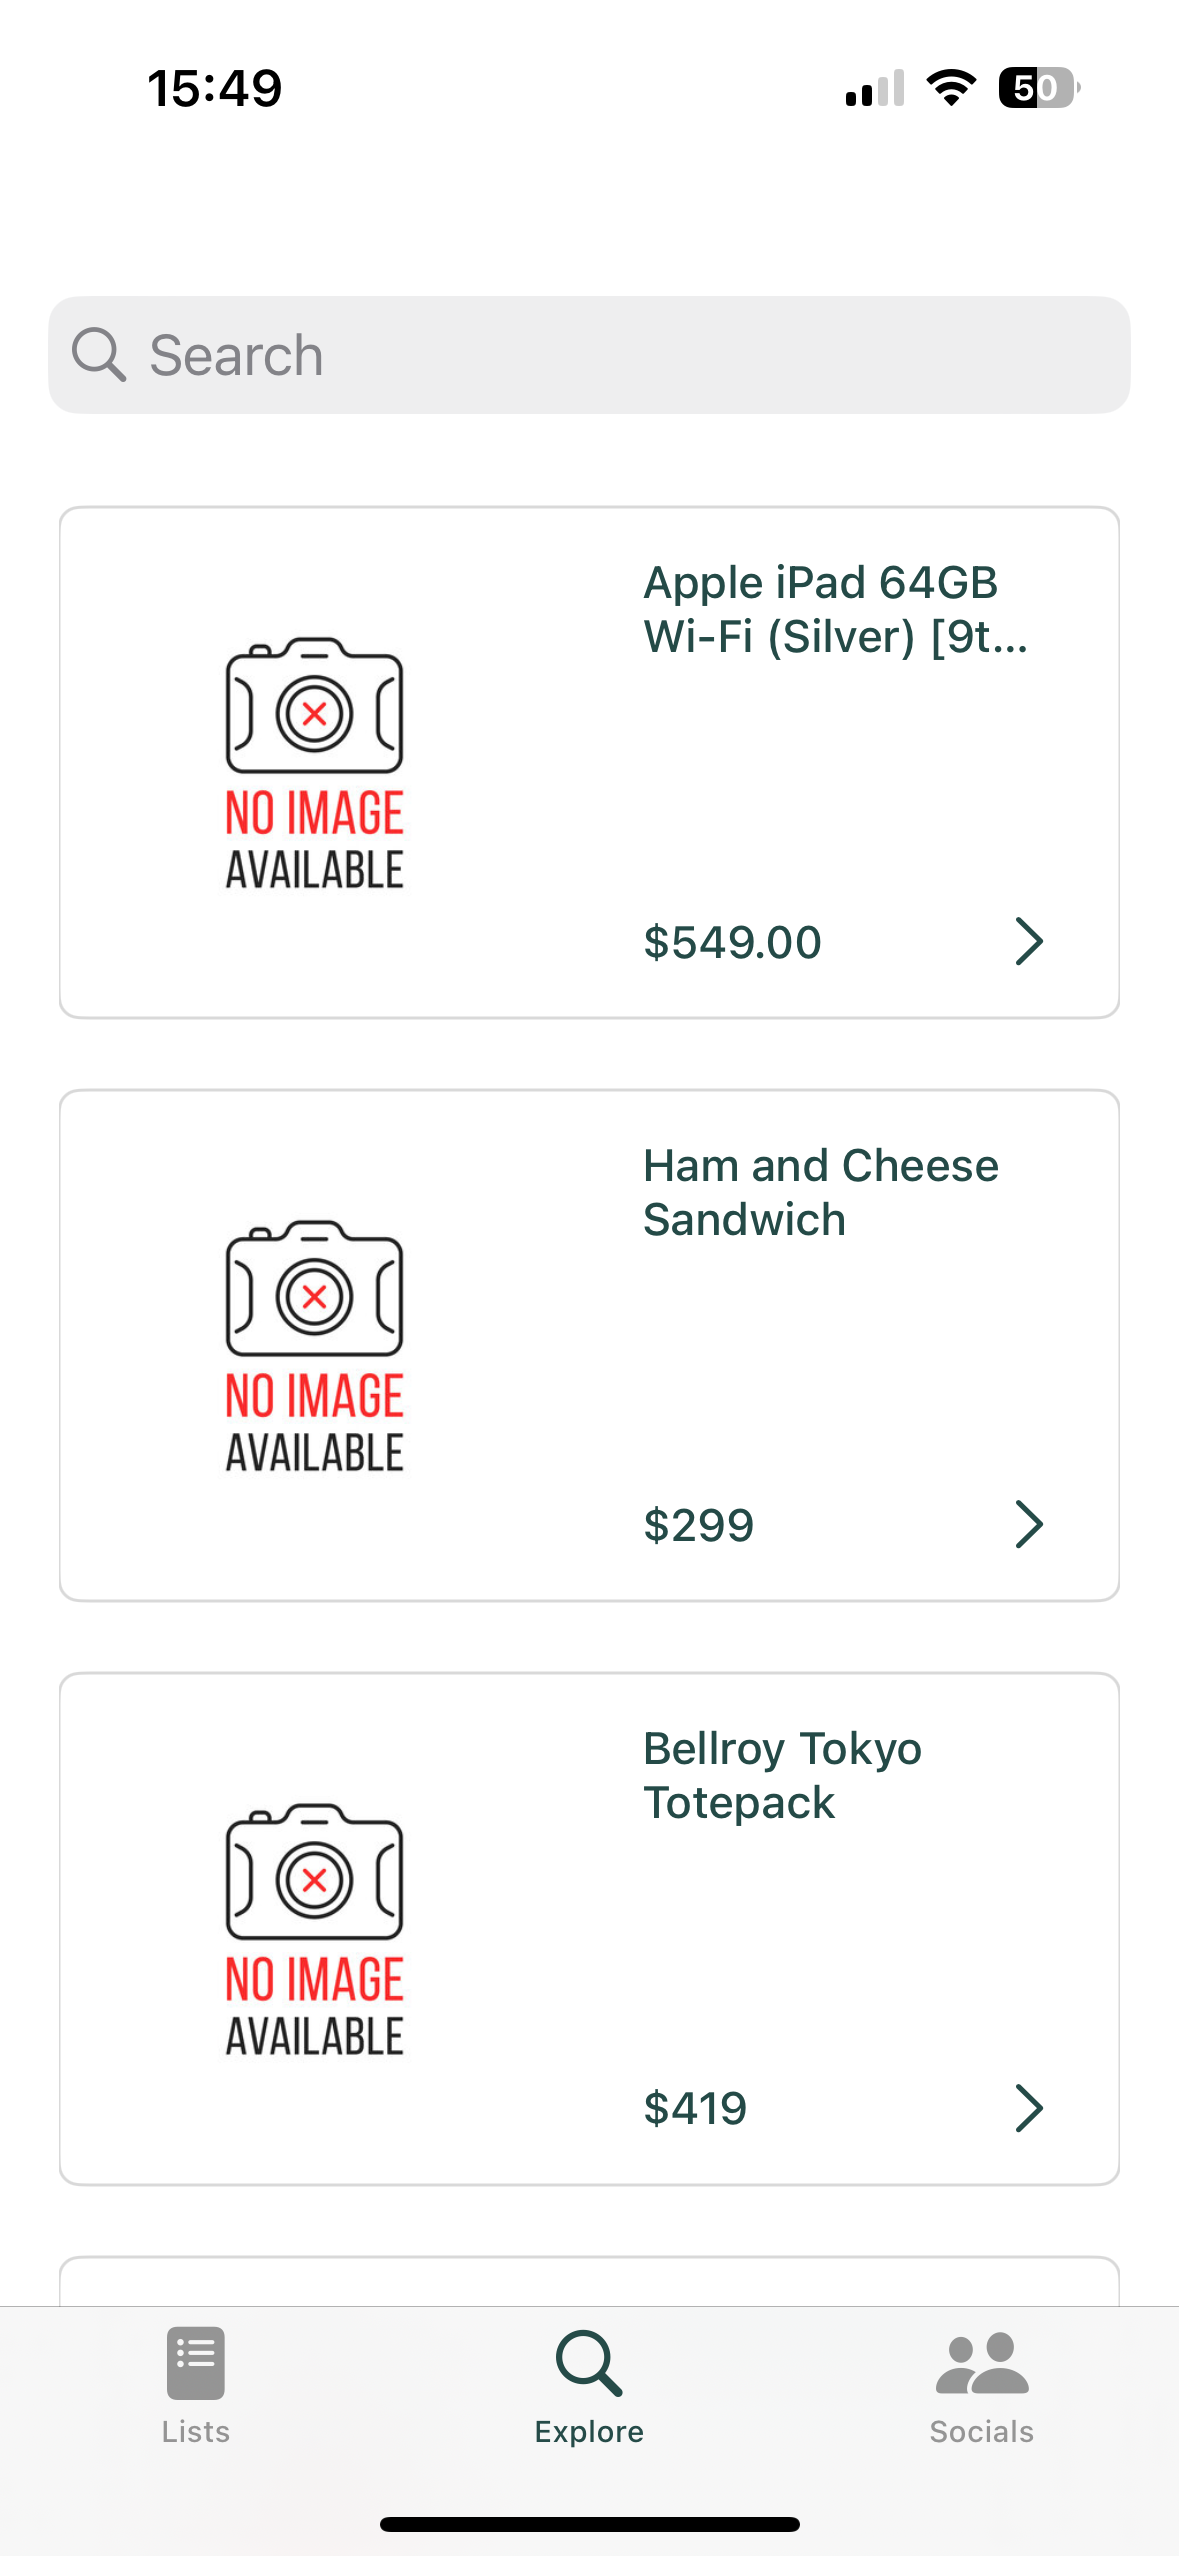 15:49
50
Search
Apple iPad 64GB
Wi-Fi (Silver) [9t...
NO IMAGE
AVAILABLE
$549.00
Ham and Cheese
Sandwich
NO IMAGE
AVAILABLE
$299
Bellroy Tokyo
Totepack
NO IMAGE
AVAILABLE
$419
Lists
Explore
Socials